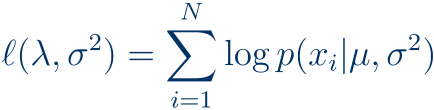 ℓ(λ, σ²) = ∑_{i=1}^{N} log p(x_i|μ, σ²)